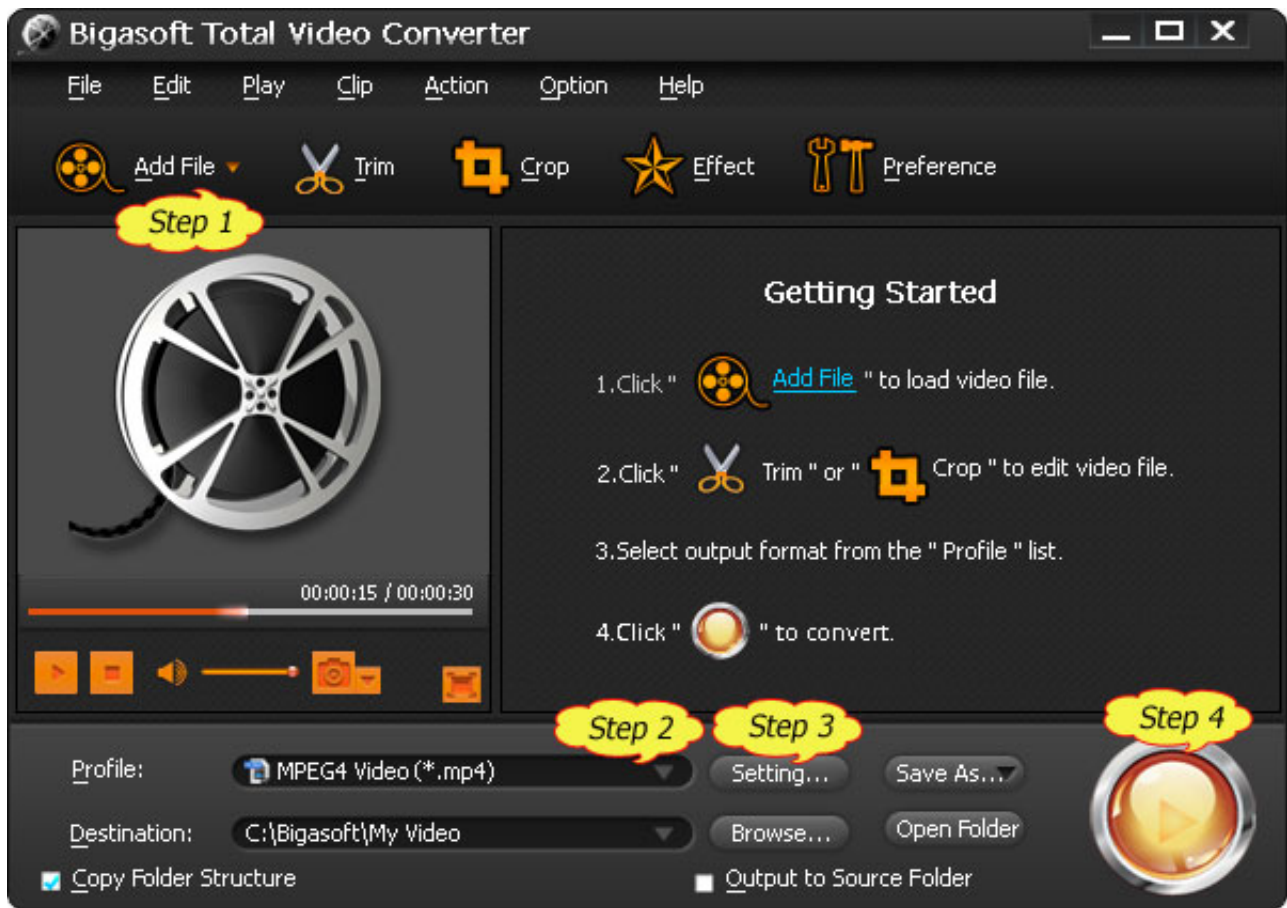 Bigasoft Total Video Converter
File Edit Play Clip Action Option Help
Add File Trim Crop Effect Preference
Step 1
Getting Started
1.Click " Add File " to load video file.
2.Click " Trim " or " Crop " to edit video file.
3.Select output format from the " Profile " list.
4.Click " " to convert.
00:00:15 / 00:00:30
Step 2 Step 3 Step 4
Profile: MPEG4 Video (*.mp4) Setting... Save As...
Destination: C:\Bigasoft\My Video Browse... Open Folder
Copy Folder Structure Output to Source Folder